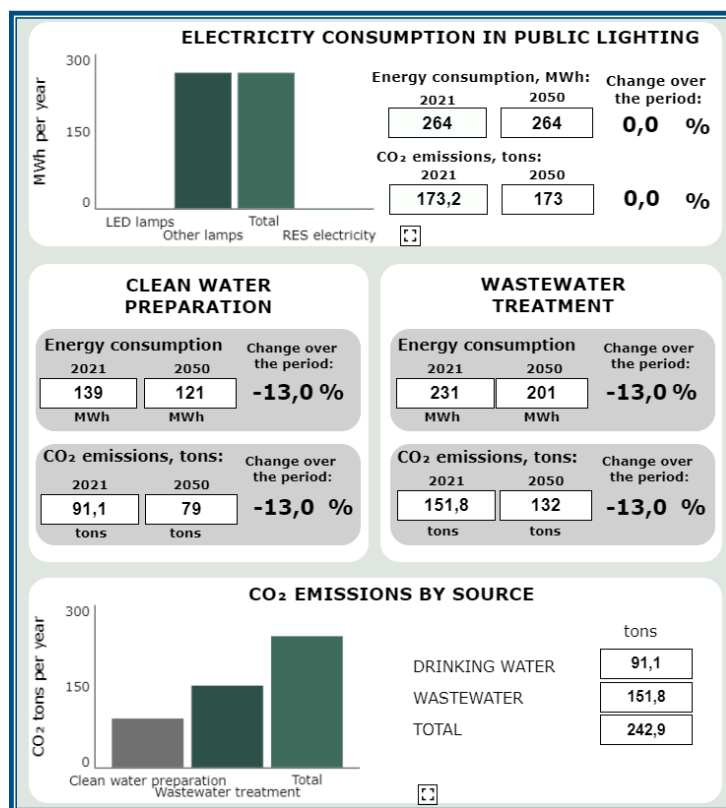 ELECTRICITY CONSUMPTION IN PUBLIC LIGHTING
MWh per year
300
150
0
LED lamps
Other lamps
Total
RES electricity
Energy consumption, MWh:
2021 2050
264 264
Change over
the period:
0,0 %
CO₂ emissions, tons:
2021 2050
173,2 173
0,0 %
CLEAN WATER
PREPARATION
Energy consumption
2021 2050
139 121
MWh MWh
Change over
the period:
-13,0 %
CO₂ emissions, tons:
2021 2050
91,1 79
tons tons
Change over
the period:
-13,0 %
WASTEWATER
TREATMENT
Energy consumption
2021 2050
231 201
MWh MWh
Change over
the period:
-13,0 %
CO₂ emissions, tons:
2021 2050
151,8 132
tons tons
Change over
the period:
-13,0 %
CO₂ EMISSIONS BY SOURCE
CO₂ tons per year
300
150
0
Clean water preparation
Wastewater treatment
Total
tons
DRINKING WATER 91,1
WASTEWATER 151,8
TOTAL 242,9